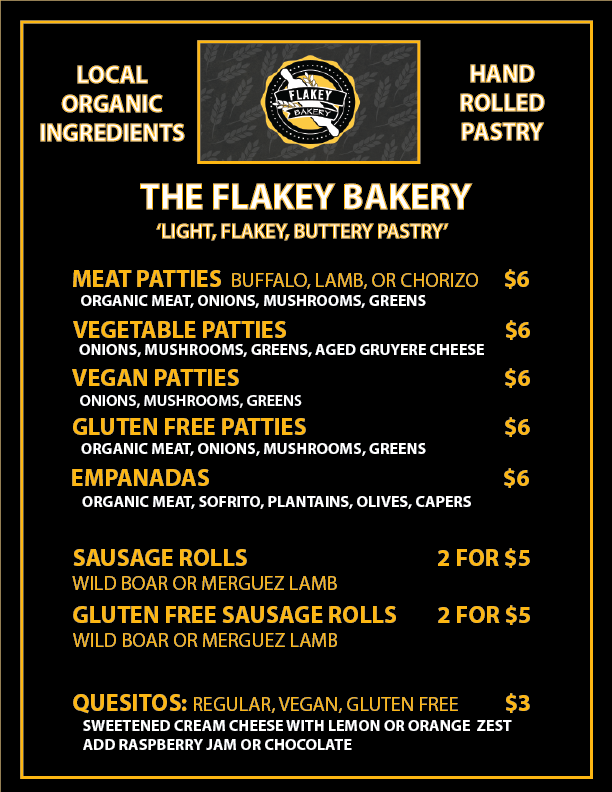 LOCAL
ORGANIC
INGREDIENTS
FLAKEY
BAKERY
HAND
ROLLED
PASTRY
THE FLAKEY BAKERY
‘LIGHT, FLAKEY, BUTTERY PASTRY’
MEAT PATTIES BUFFALO, LAMB, OR CHORIZO $6
ORGANIC MEAT, ONIONS, MUSHROOMS, GREENS
VEGETABLE PATTIES $6
ONIONS, MUSHROOMS, GREENS, AGED GRUYERE CHEESE
VEGAN PATTIES $6
ONIONS, MUSHROOMS, GREENS
GLUTEN FREE PATTIES $6
ORGANIC MEAT, ONIONS, MUSHROOMS, GREENS
EMPANADAS $6
ORGANIC MEAT, SOFRITO, PLANTAINS, OLIVES, CAPERS
SAUSAGE ROLLS 2 FOR $5
WILD BOAR OR MERGUEZ LAMB
GLUTEN FREE SAUSAGE ROLLS 2 FOR $5
WILD BOAR OR MERGUEZ LAMB
QUESITOS: REGULAR, VEGAN, GLUTEN FREE $3
SWEETENED CREAM CHEESE WITH LEMON OR ORANGE ZEST
ADD RASPBERRY JAM OR CHOCOLATE